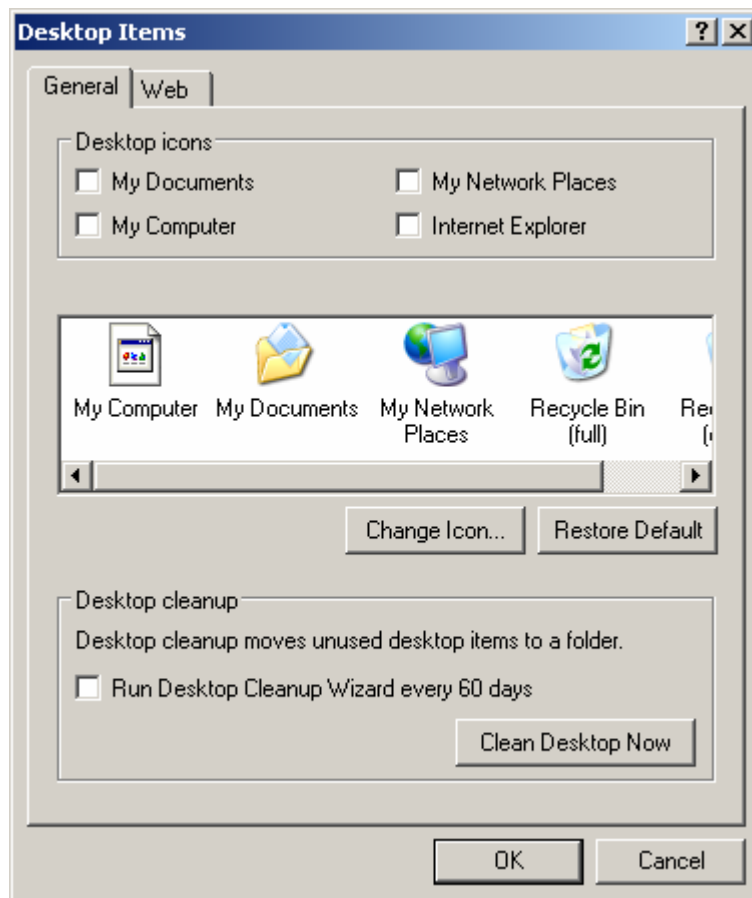 Desktop Items
General Web
Desktop icons
My Documents My Network Places
My Computer Internet Explorer
My Computer My Documents My Network Recycle Bin
Places (full)
Change Icon... Restore Default
Desktop cleanup
Desktop cleanup moves unused desktop items to a folder.
Run Desktop Cleanup Wizard every 60 days
Clean Desktop Now
OK Cancel